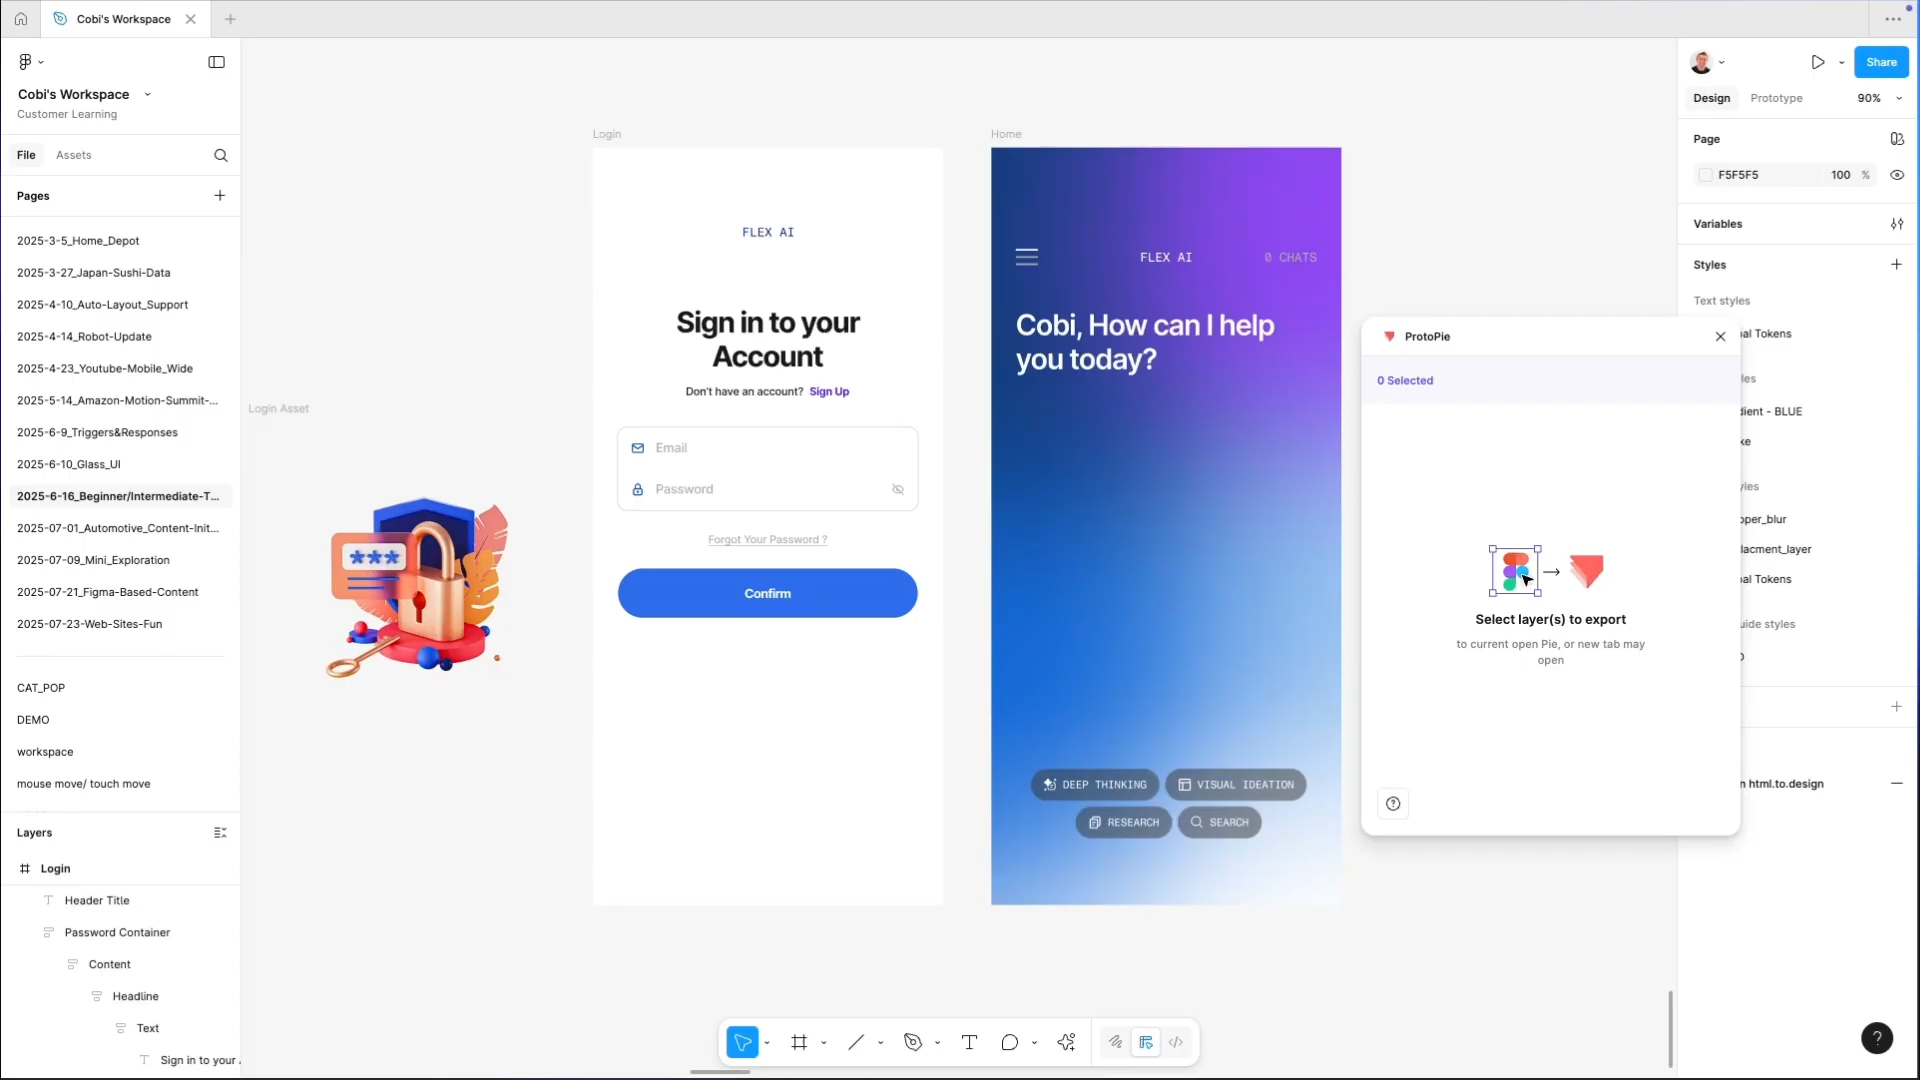 Cobi's Workspace
Cobi's Workspace
Customer Learning
File
Assets
Pages
2025-3-5_Home_Depot
2025-3-27_Japan-Sushi-Data
2025-4-10_Auto-Layout_Support
2025-4-14_Robot-Update
2025-4-23_Youtube-Mobile_Wide
2025-5-14_Amazon-Motion-Summit-...
2025-6-9_Triggers&Responses
2025-6-10_Glass_UI
2025-6-16_Beginner/Intermediate-T...
2025-07-01_Automotive_Content-Init...
2025-07-09_Mini_Exploration
2025-07-21_Figma-Based-Content
2025-07-23-Web-Sites-Fun
CAT_POP
DEMO
workspace
mouse move/ touch move
Layers
Login
Header Title
Password Container
Content
Headline
Text
Sign in to your
Login Asset
***
Login
FLEX AI
Sign in to your
Account
Don't have an account? Sign Up
Email
Password
Forgot Your Password ?
Confirm
Home
FLEX AI
0 CHATS
Cobi, How can I help
you today?
DEEP THINKING
VISUAL IDEATION
RESEARCH
SEARCH
ProtoPie
0 Selected
Select layer(s) to export
to current open Pie, or new tab may
open
Share
Design
Prototype
90%
Page
F5F5F5
100 %
Variables
Styles
Text styles
al Tokens
les
dient - BLUE
ke
yles
pper_blur
lacment_layer
al Tokens
uide styles
n html.to.design
?